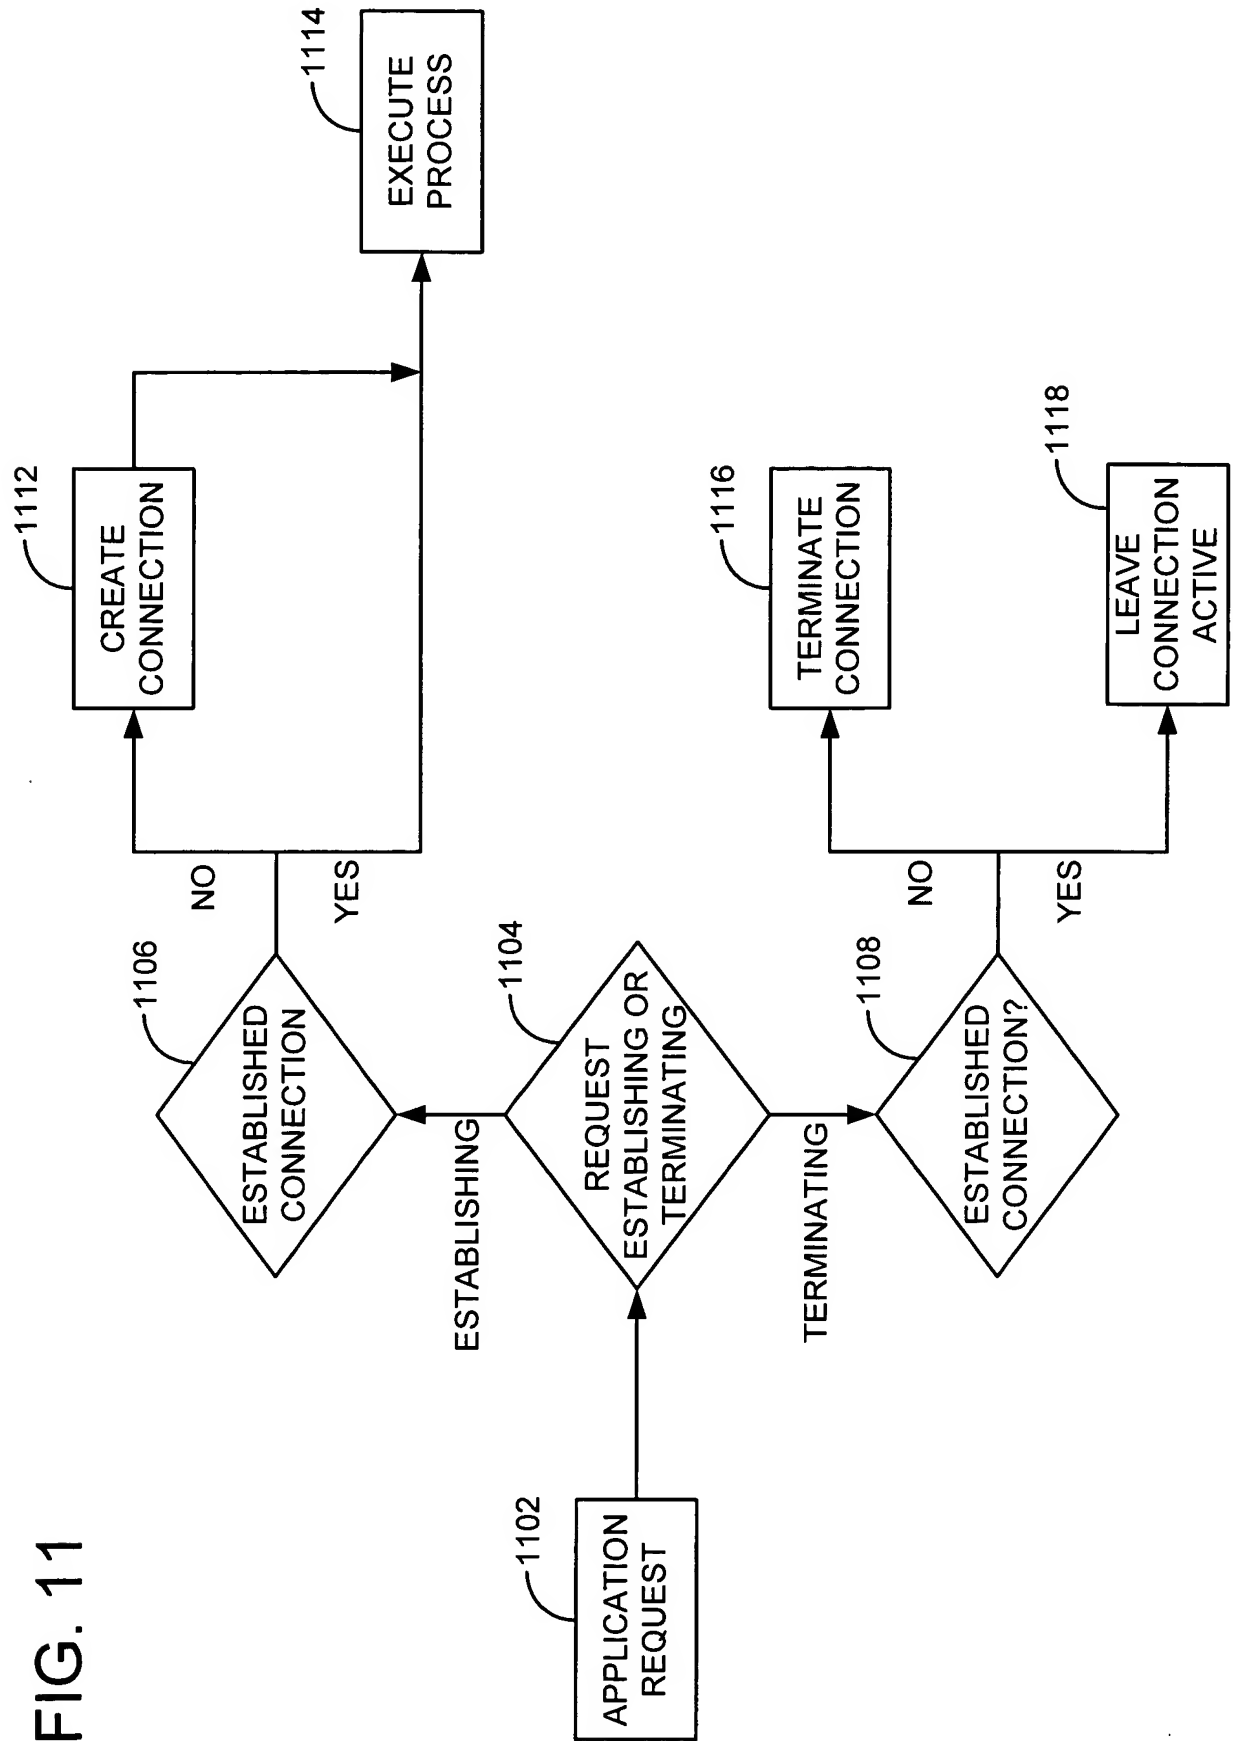 FIG. 11
1102
APPLICATION
REQUEST
1104
REQUEST
ESTABLISHING OR
TERMINATING
ESTABLISHING
TERMINATING
1106
ESTABLISHED
CONNECTION
NO
YES
1112
CREATE
CONNECTION
1114
EXECUTE
PROCESS
1108
ESTABLISHED
CONNECTION?
NO
YES
1116
TERMINATE
CONNECTION
1118
LEAVE
CONNECTION
ACTIVE